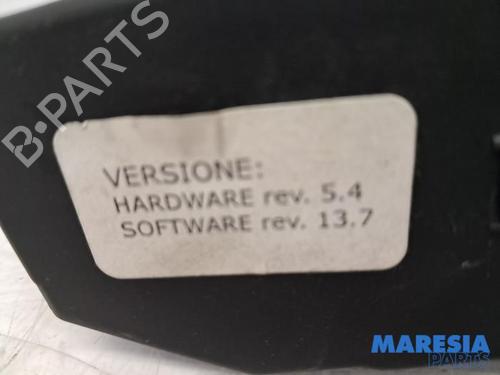 B-PARTS
VERSIONE:
HARDWARE rev. 5.4
SOFTWARE rev. 13.7
MARESIA
PARTS